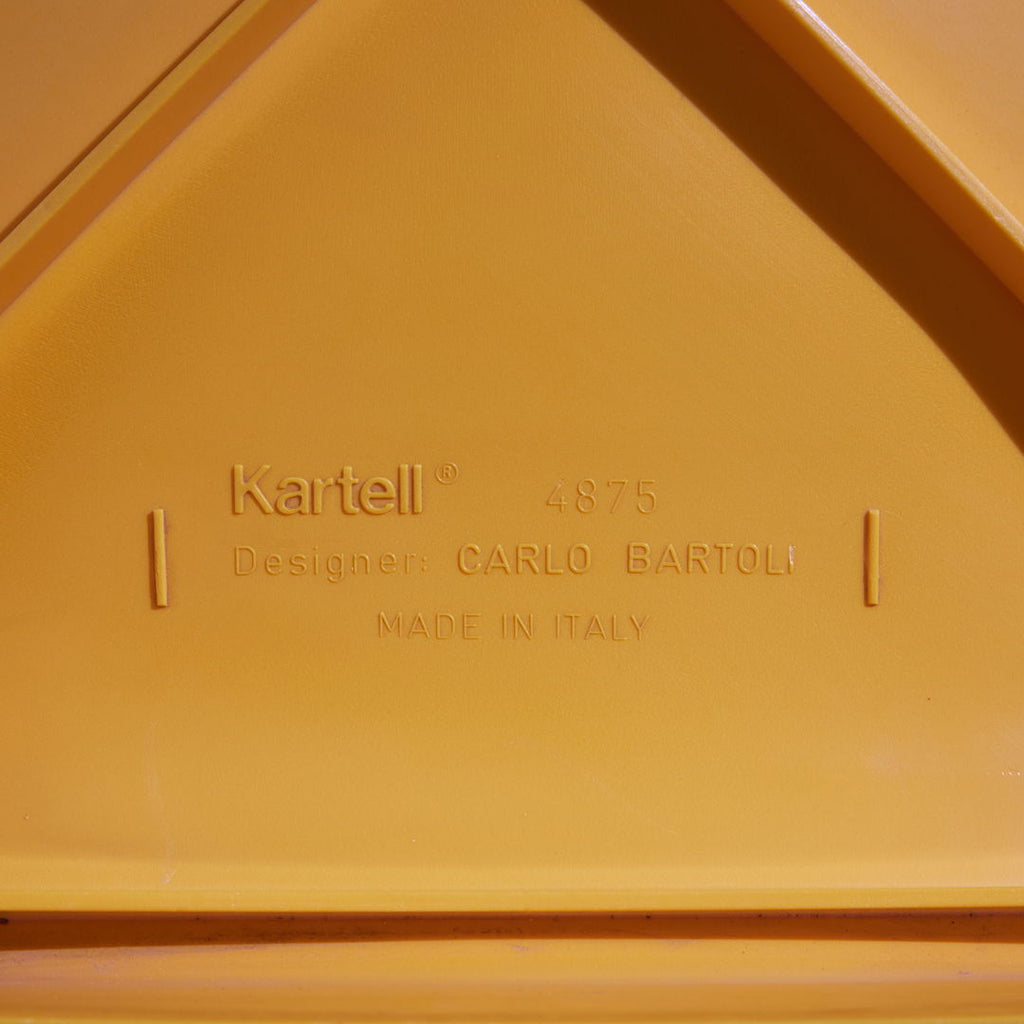 Kartell® 4875
Designer: CARLO BARTOLI
MADE IN ITALY